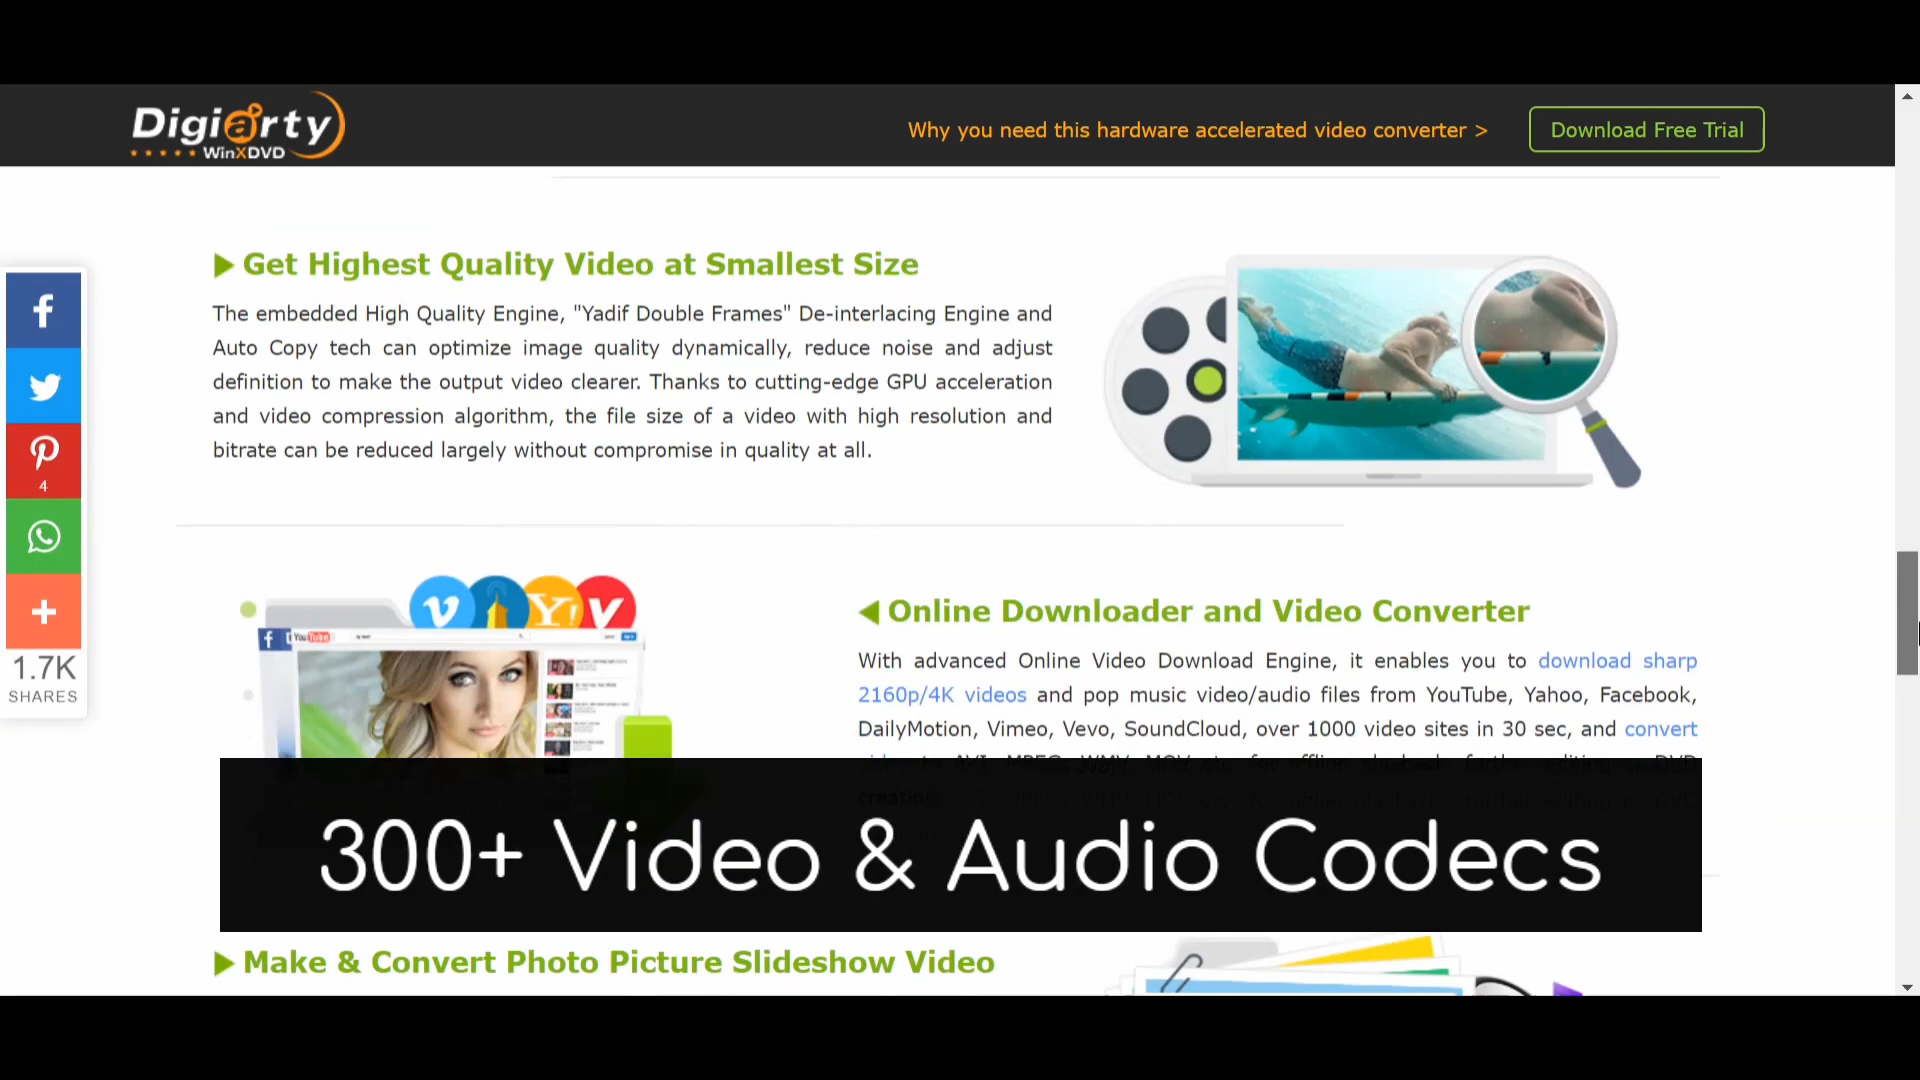 Digiarty
WinXDVD
Why you need this hardware accelerated video converter >
Download Free Trial
Get Highest Quality Video at Smallest Size
The embedded High Quality Engine, "Yadif Double Frames" De-interlacing Engine and
Auto Copy tech can optimize image quality dynamically, reduce noise and adjust
definition to make the output video clearer. Thanks to cutting-edge GPU acceleration
and video compression algorithm, the file size of a video with high resolution and
bitrate can be reduced largely without compromise in quality at all.
4
1.7K
SHARES
YouTube
Online Downloader and Video Converter
With advanced Online Video Download Engine, it enables you to download sharp
2160p/4K videos and pop music video/audio files from YouTube, Yahoo, Facebook,
DailyMotion, Vimeo, Vevo, SoundCloud, over 1000 video sites in 30 sec, and convert
300+ Video & Audio Codecs
Make & Convert Photo Picture Slideshow Video